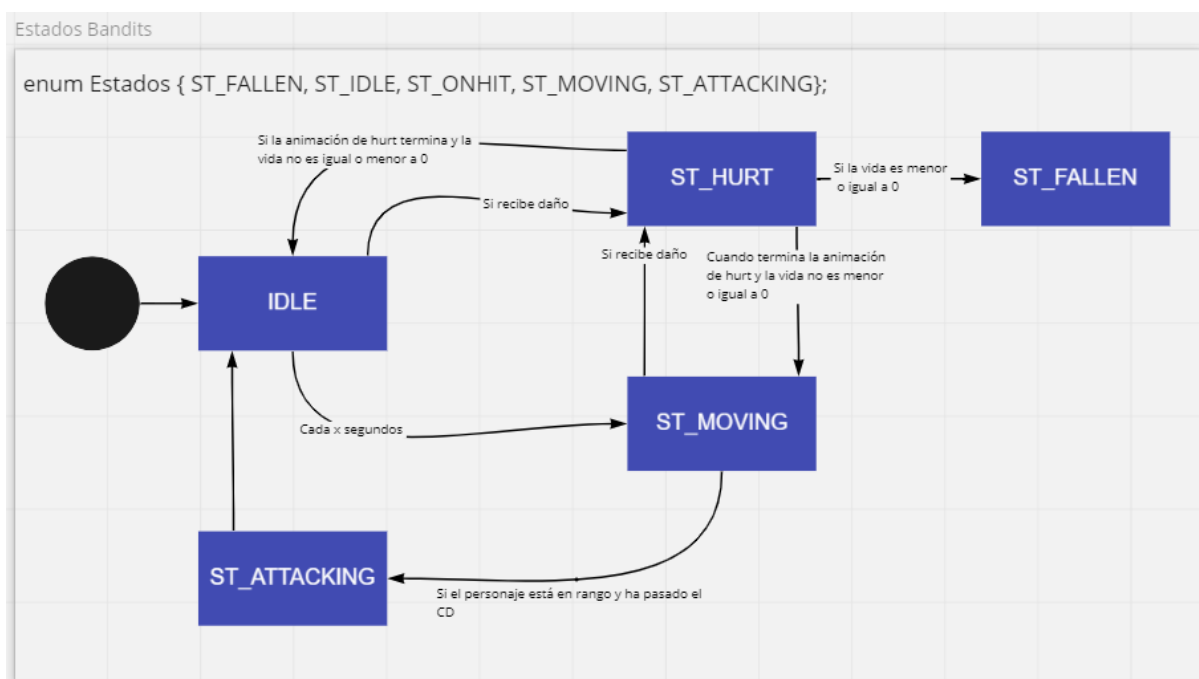 Estados Bandits
enum Estados { ST_FALLEN, ST_IDLE, ST_ONHIT, ST_MOVING, ST_ATTACKING};
Si la animación de hurt termina y la
vida no es igual o menor a 0
ST_HURT
Si la vida es menor
o igual a 0
ST_FALLEN
Si recibe daño
Si recibe daño
Cuando termina la animación
de hurt y la vida no es menor
o igual a 0
IDLE
Cada x segundos
ST_MOVING
ST_ATTACKING
Si el personaje está en rango y ha pasado el
CD